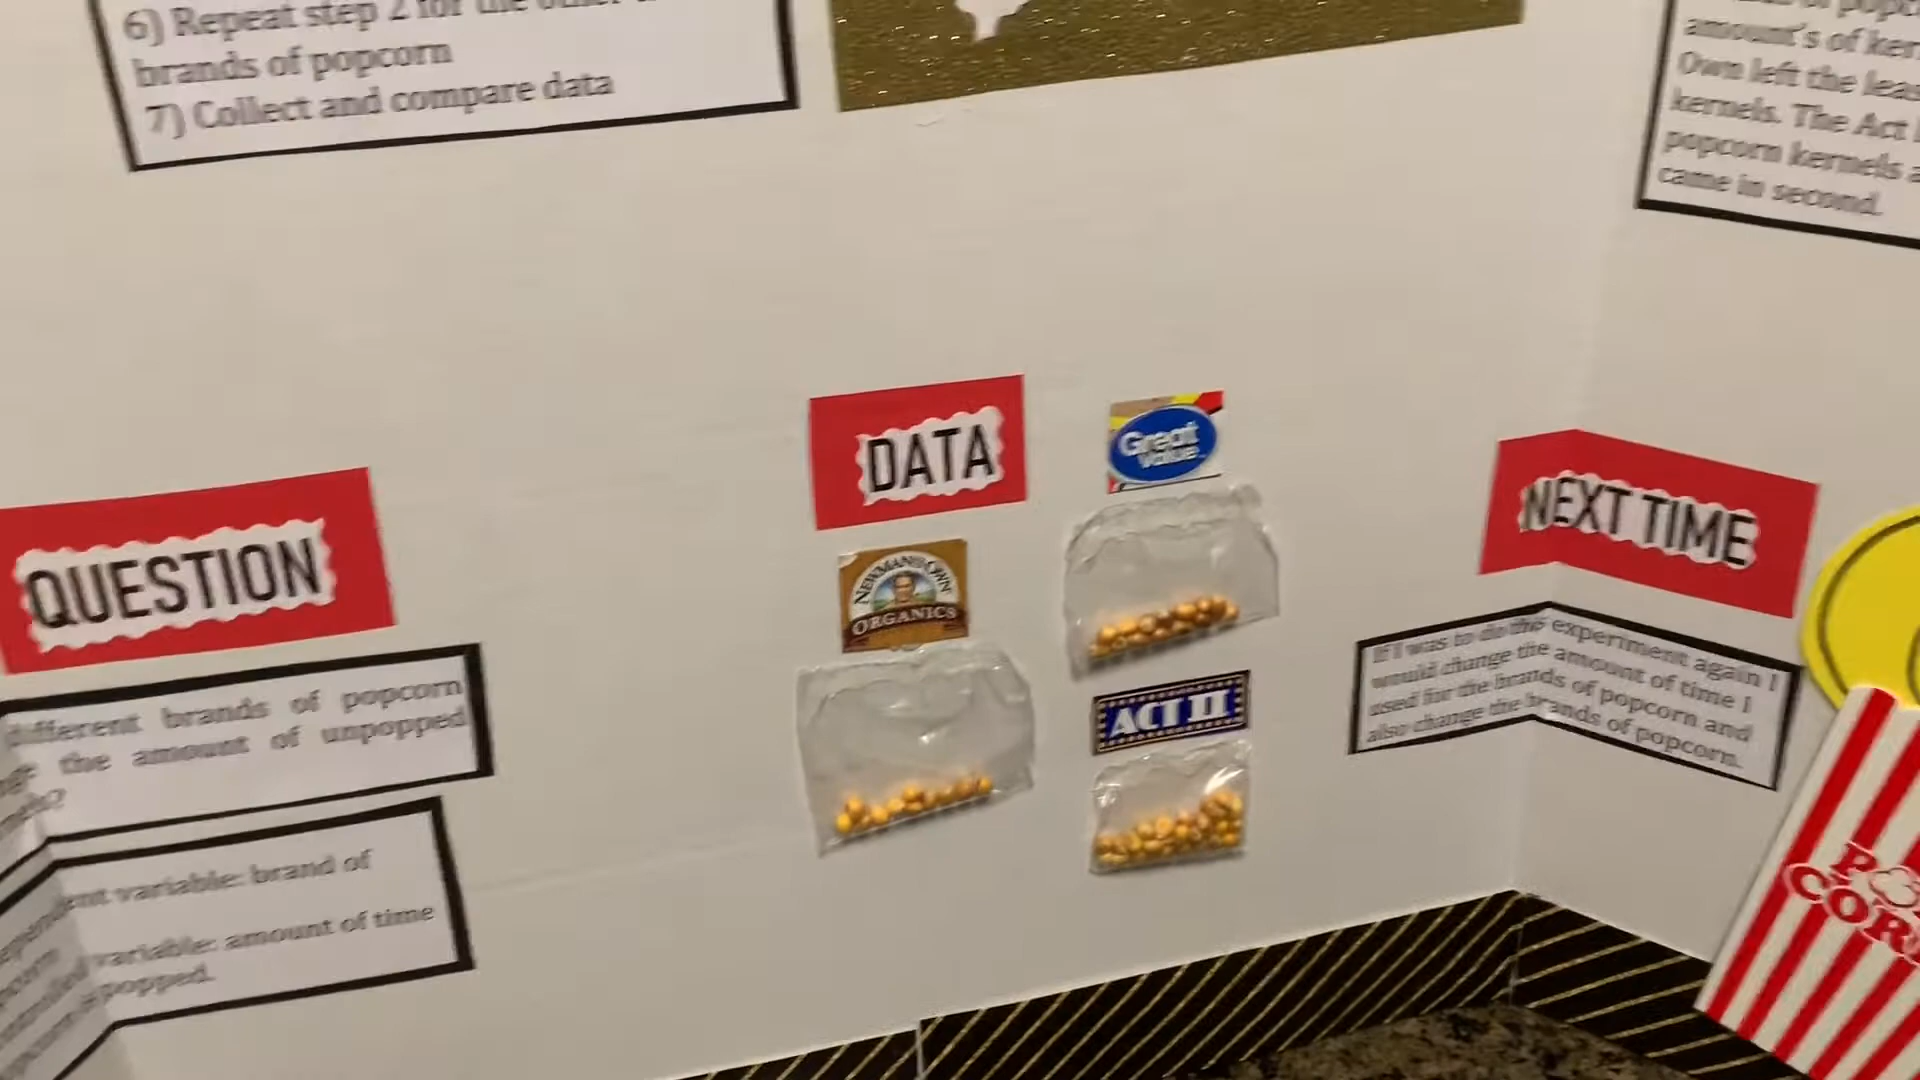 6) Repeat step 2 for the other
brands of popcorn
7) Collect and compare data
amount's of
Own left the
kernels. The Act
popcorn kernels
came in second.
DATA
Great
Value
NEWMAN'S OWN
ORGANICS
ACT II
QUESTION
different brands of popcorn
the amount of unpopped
variable: brand of
variable: amount of time
popped.
NEXT TIME
If I was to do this experiment again I
would change the amount of time I
used for the brands of popcorn and
also change the brands of popcorn.